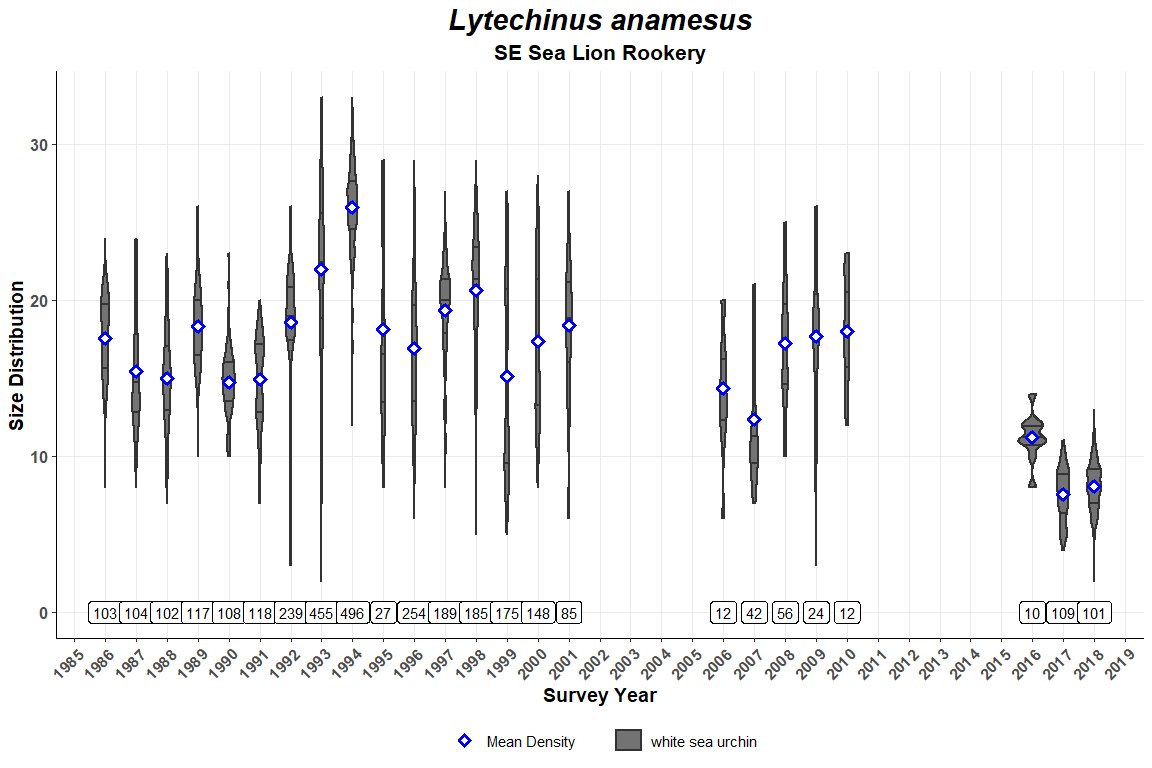 Lytechinus anamesus
SE Sea Lion Rookery
Size Distribution
30
20
10
0
103 104 102 117 108 118 239 455 496 27 254 189 185 175 148 85 12 42 56 24 12 10 109 101
1985 1986 1987 1988 1989 1990 1991 1992 1993 1994 1995 1996 1997 1998 1999 2000 2001 2002 2003 2004 2005 2006 2007 2008 2009 2010 2011 2012 2013 2014 2015 2016 2017 2018 2019
Survey Year
Mean Density white sea urchin